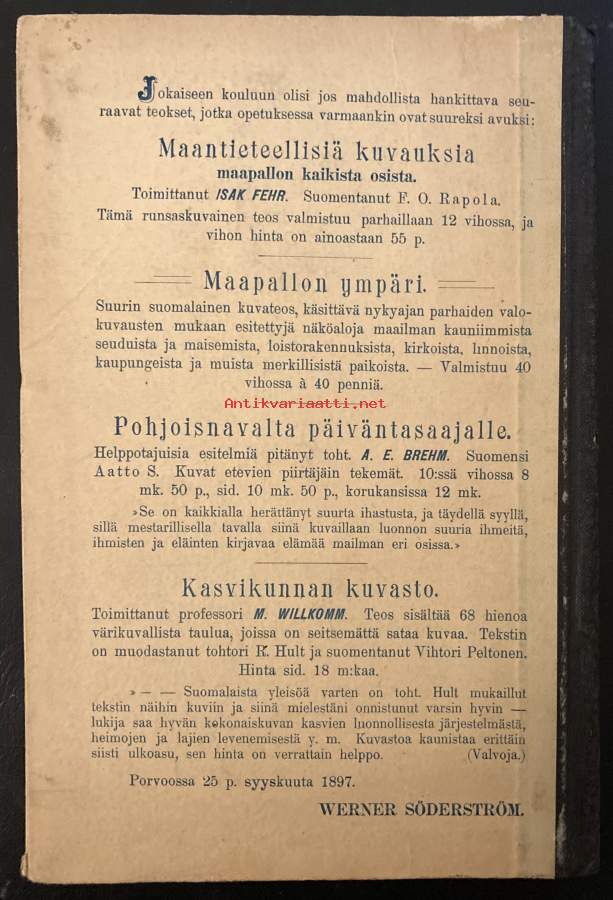 Jokaiseen kouluun olisi jos mahdollista hankittava seu-
raavat teokset, jotka opetuksessa varmaankin ovat suureksi avuksi:
Maantieteellisiä kuvauksia
maapallon kaikista osista.
Toimittanut ISAK FEHR. Suomentanut F. O. Rapola.
Tämä runsaskuvainen teos valmistuu parhaillaan 12 vihossa, ja
vihon hinta on ainoastaan 55 p.
Maapallon ympäri.
Suurin suomalainen kuvateos, käsittävä nykyajan parhaiden valo-
kuvausten mukaan esitettyjä näköaloja maailman kauniimmista
seuduista ja maisemista, loistorakennuksista, kirkoista, linnoista,
kaupungeista ja muista merkillisistä paikoista. — Valmistuu 40
vihossa à 40 penniä.
Antikvariaatti.net
Pohjoisnavalta päiväntasaajalle.
Helppotajuisia esitelmiä pitänyt toht. A. E. BREHM. Suomensi
Aatto S. Kuvat etevien piirtäjäin tekemät. 10:ssä vihossa 8
mk. 50 p., sid. 10 mk. 50 p., korukansissa 12 mk.
»Se on kaikkialla herättänyt suurta ihastusta, ja täydellä syyllä,
sillä mestarillisella tavalla siinä kuvaillaan luonnon suuria ihmeitä,
ihmisten ja eläinten kirjavaa elämää mailman eri osissa.»
Kasvikunnan kuvasto.
Toimittanut professori M. WILLKOMM. Teos sisältää 68 hienoa
värikuvallista taulua, joissa on seitsemättä sataa kuvaa. Tekstin
on muodastanut tohtori R. Hult ja suomentanut Vihtori Peltonen.
Hinta sid. 18 m:kaa.
» — — Suomalaista yleisöä varten on toht. Hult mukaillut
tekstin näihin kuviin ja siinä mielestäni onnistunut varsin hyvin —
lukija saa hyvän kokonaiskuvan kasvien luonnollisesta järjestelmästä,
heimojen ja lajien levenemisestä y. m. Kuvastoa kaunistaa erittäin
siisti ulkoasu, sen hinta on verrattain helppo. (Valvoja.)
Porvoossa 25 p. syyskuuta 1897.
WERNER SÖDERSTRÖM.